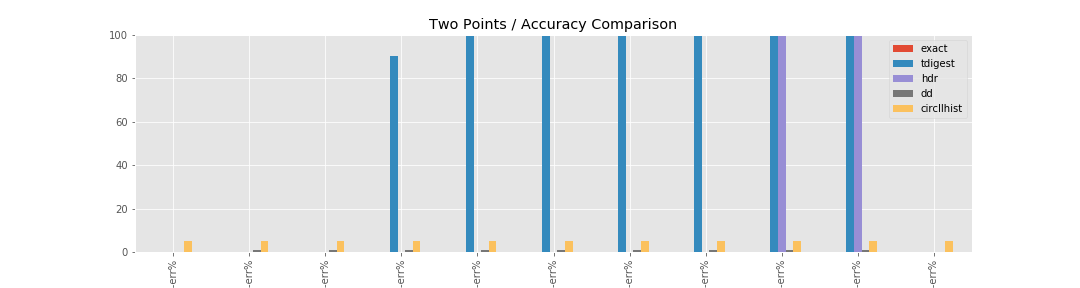 Two Points / Accuracy Comparison
100
80
60
40
20
0
exact
tdigest
hdr
dd
circllhist
-err%
-err%
-err%
-err%
-err%
-err%
-err%
-err%
-err%
-err%
-err%